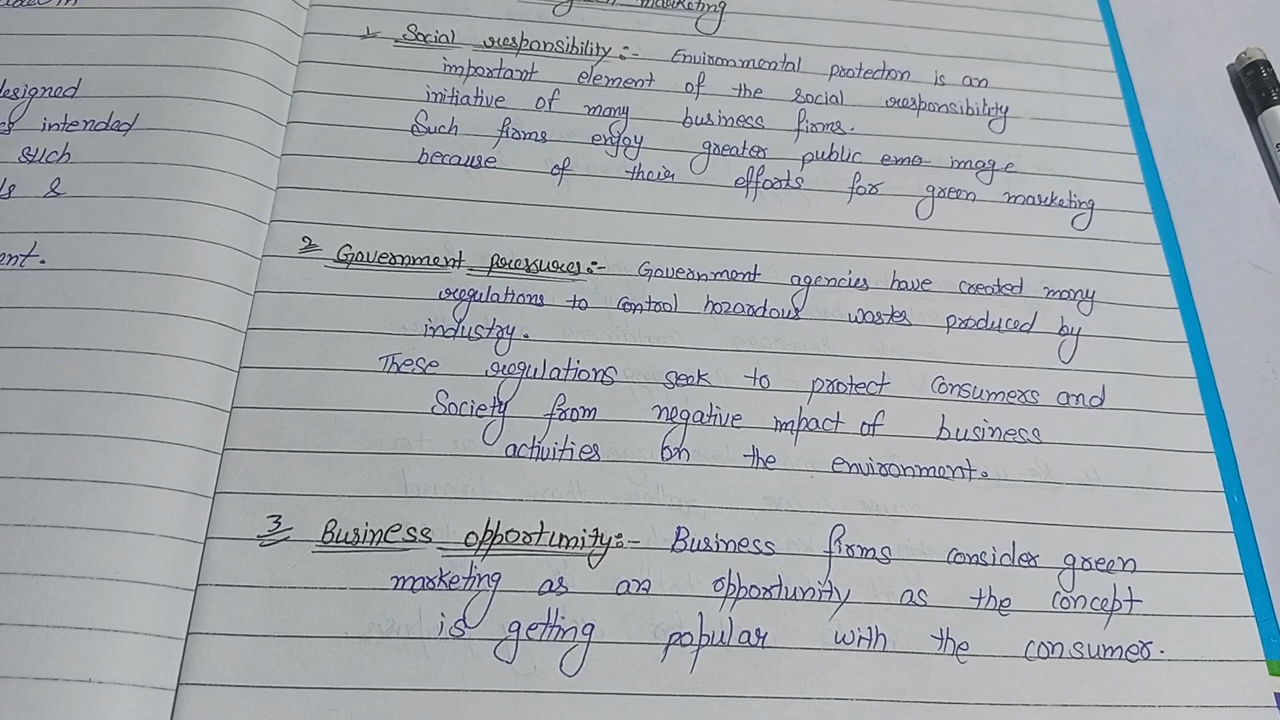 designed
of intended
such
&
ent.
green marketing
1 Social responsibility:- Environmental protection is an
important element of the social responsibility
initiative of many business firms.
Such firms enjoy greater public ema image
because of their efforts for green marketing
2 Government pressures:- Government agencies have created many
regulations to control hazardous wastes produced by
industry.
These regulations seek to protect consumers and
Society from negative impact of business
activities on the environment.
3 Business opportunity:- Business firms consider green
marketing as an opportunity as the concept
is getting popular with the consumer.